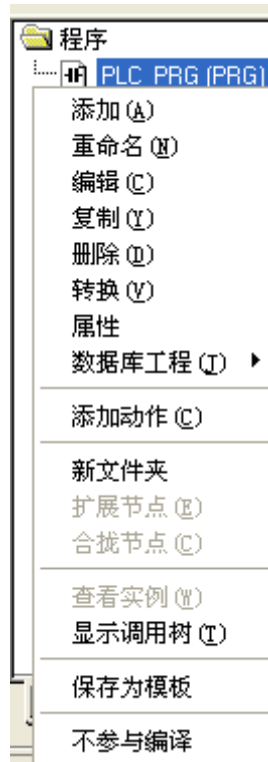 程序
PLC_PRG (PRG)
添加(A)
重命名(N)
编辑(C)
复制(Y)
删除(D)
转换(V)
属性
数据库工程(J)
添加动作(C)
新文件夹
扩展节点(E)
合拢节点(C)
查看实例(W)
显示调用树(T)
保存为模板
不参与编译